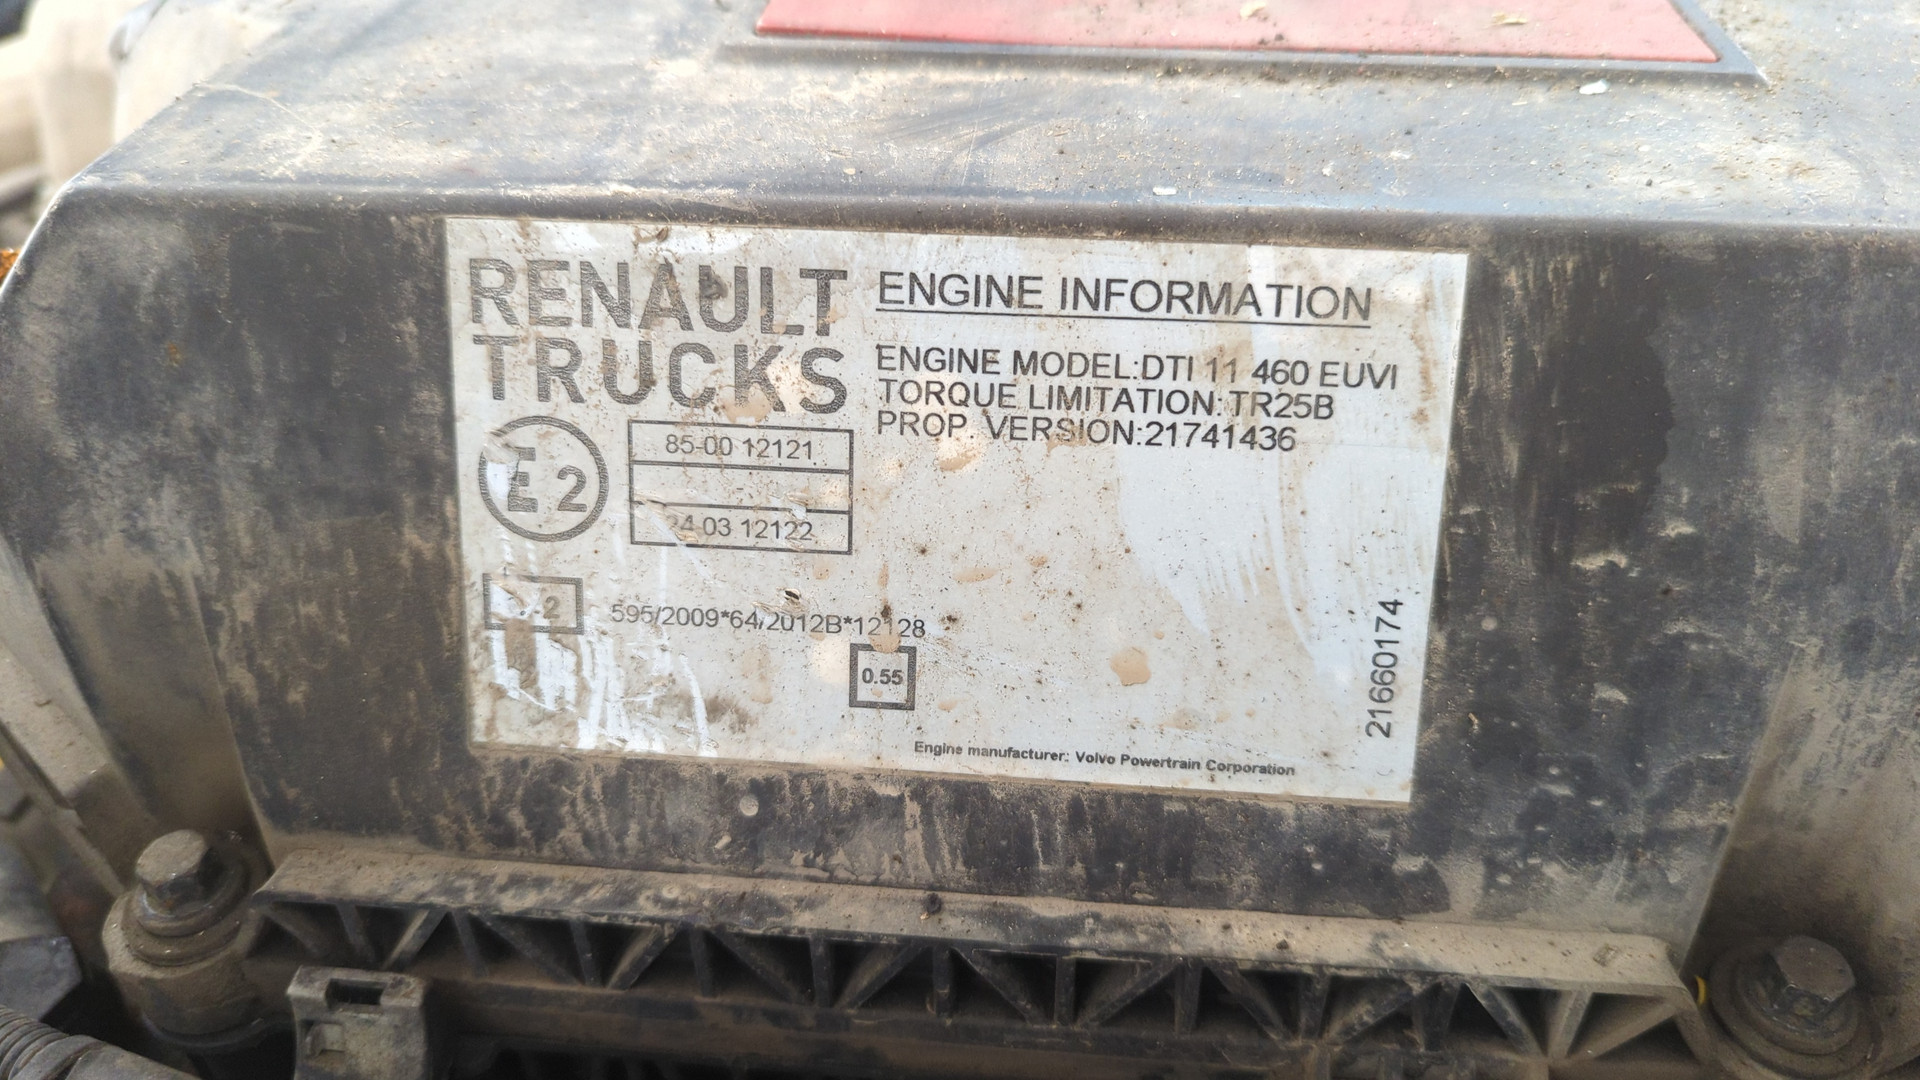 RENAULT
TRUCKS
ENGINE INFORMATION
ENGINE MODEL:DTI 11 460 EUVI
TORQUE LIMITATION:TR25B
PROP. VERSION:21741436
E2
85-00 12121
-
24-03 12122
2
595/2009*64/2012B*12128
0.55
21660174
Engine manufacturer: Volvo Powertrain Corporation